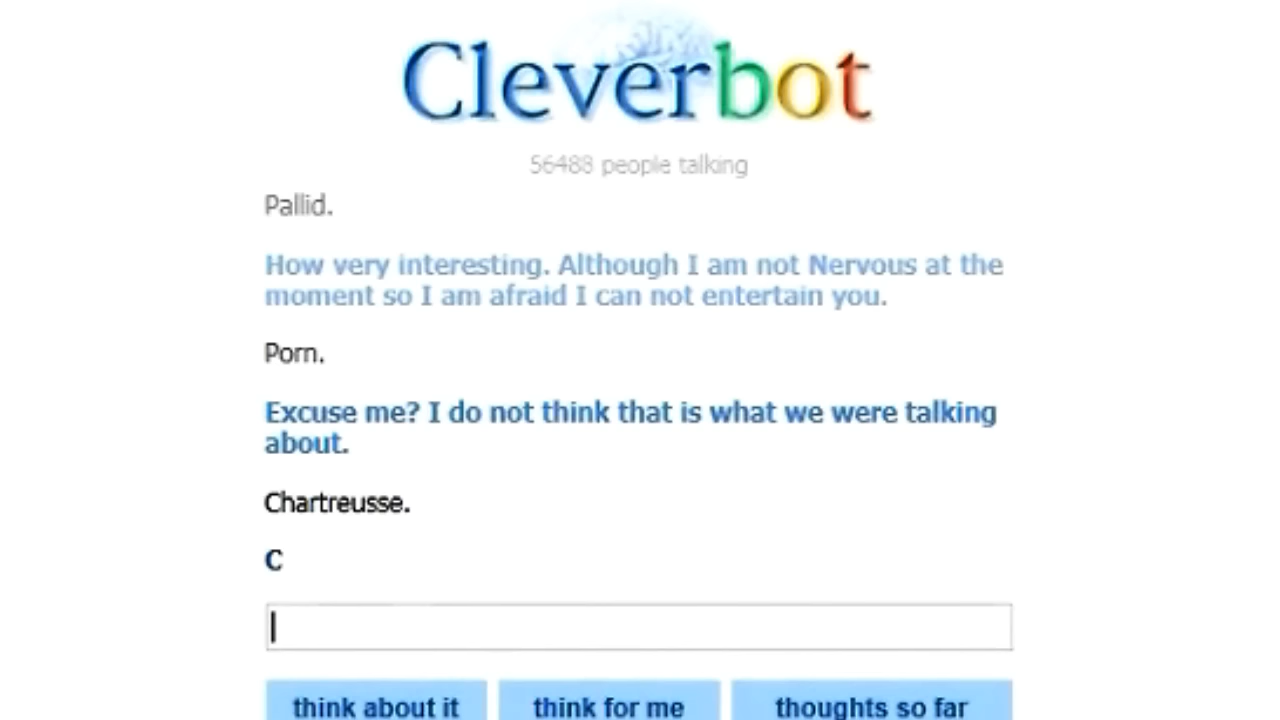 Cleverbot
56488 people talking
Pallid.
How very interesting. Although I am not Nervous at the
moment so I am afraid I can not entertain you.
Porn.
Excuse me? I do not think that is what we were talking
about.
Chartreusse.
C
think about it think for me thoughts so far